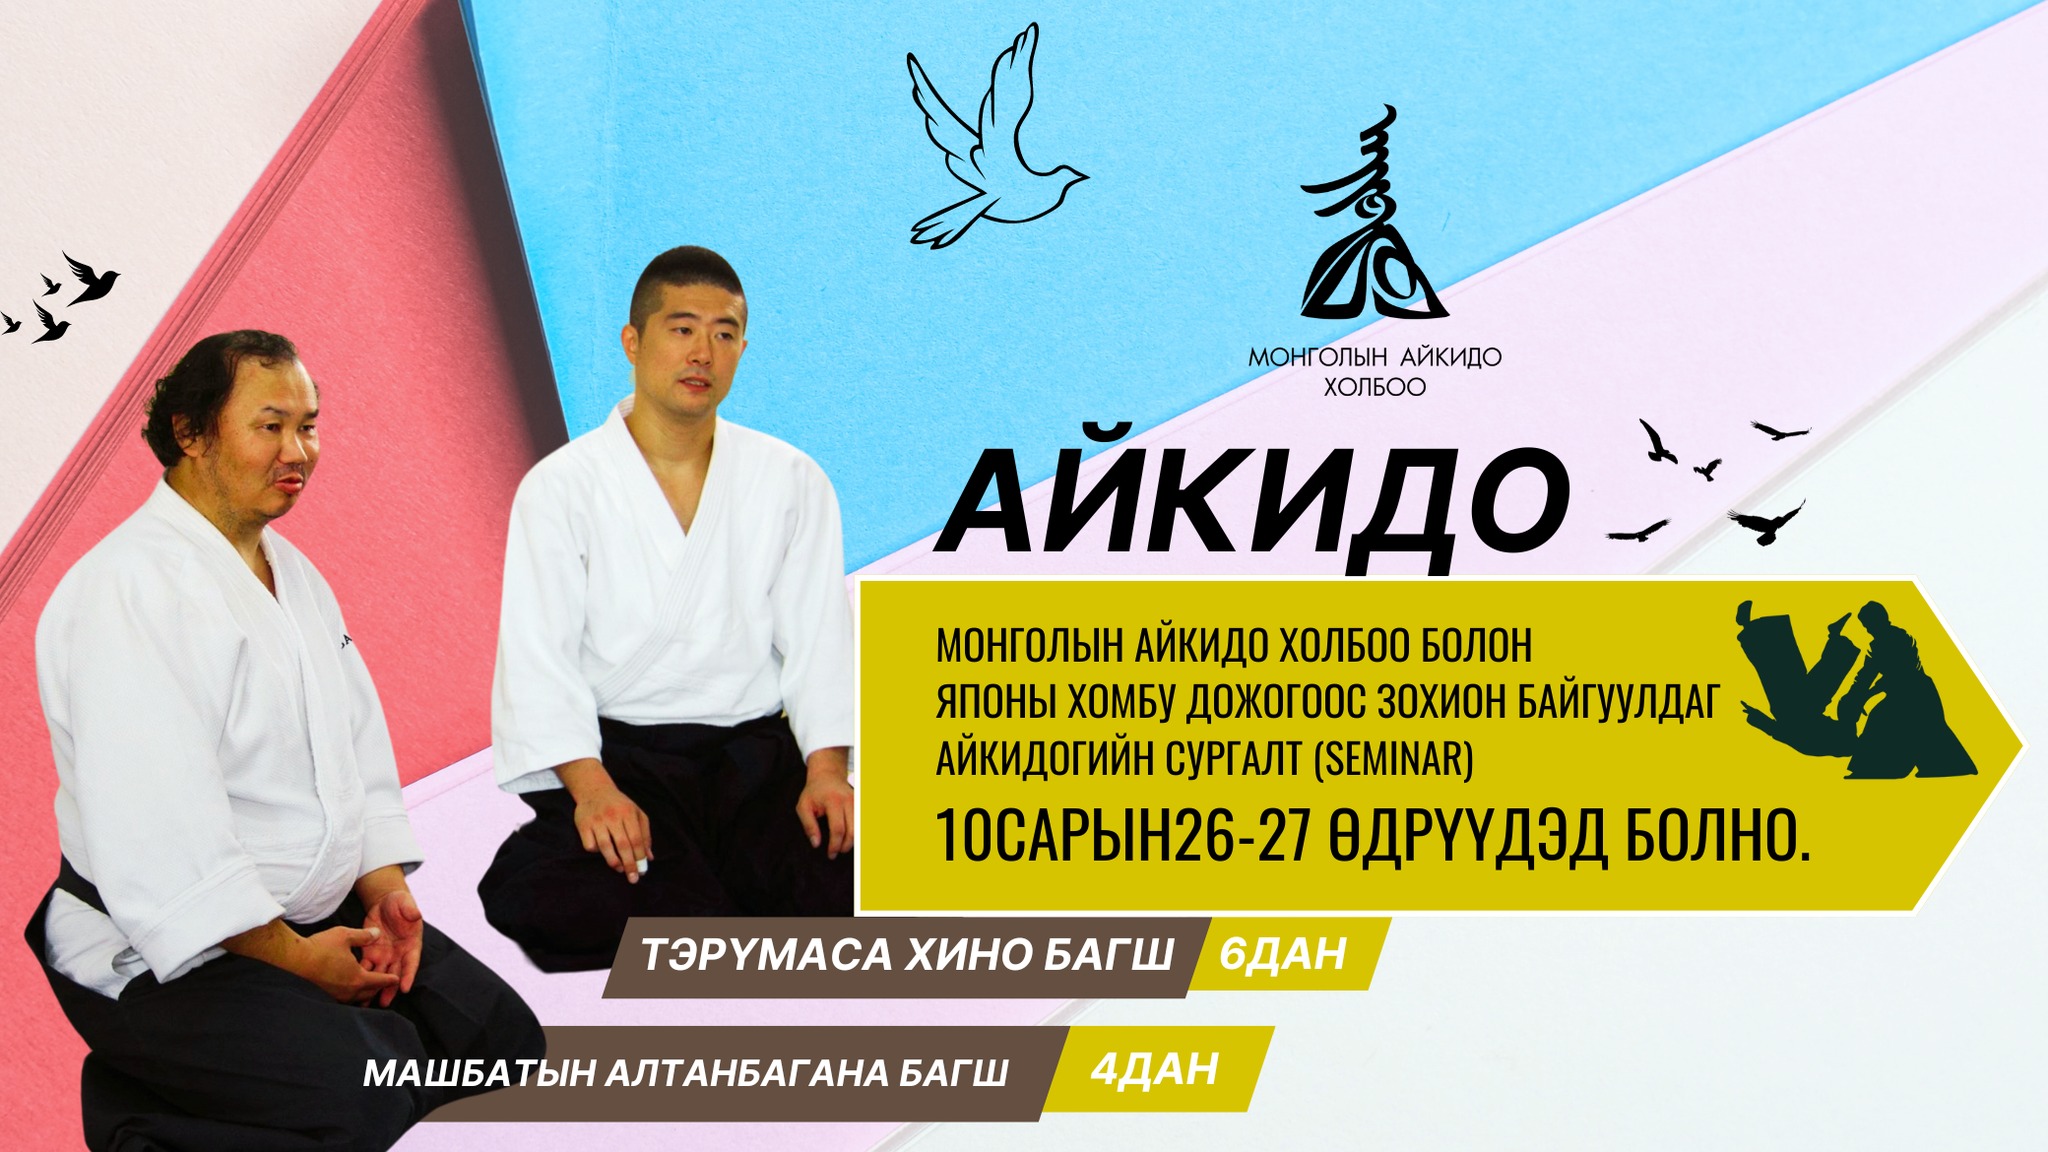 МОНГОЛЫН АЙКИДО
ХОЛБОО
АЙКИДО
МОНГОЛЫН АЙКИДО ХОЛБОО БОЛОН
ЯПОНЫ ХОМБУ ДОЖОГООС ЗОХИОН БАЙГУУЛДАГ
АЙКИДОГИЙН СУРГАЛТ (SEMINAR)
10САРЫН26-27 ӨДРҮҮДЭД БОЛНО.
ТЭРҮМАСА ХИНО БАГШ 6ДАН
МАШБАТЫН АЛТАНБАГАНА БАГШ 4ДАН